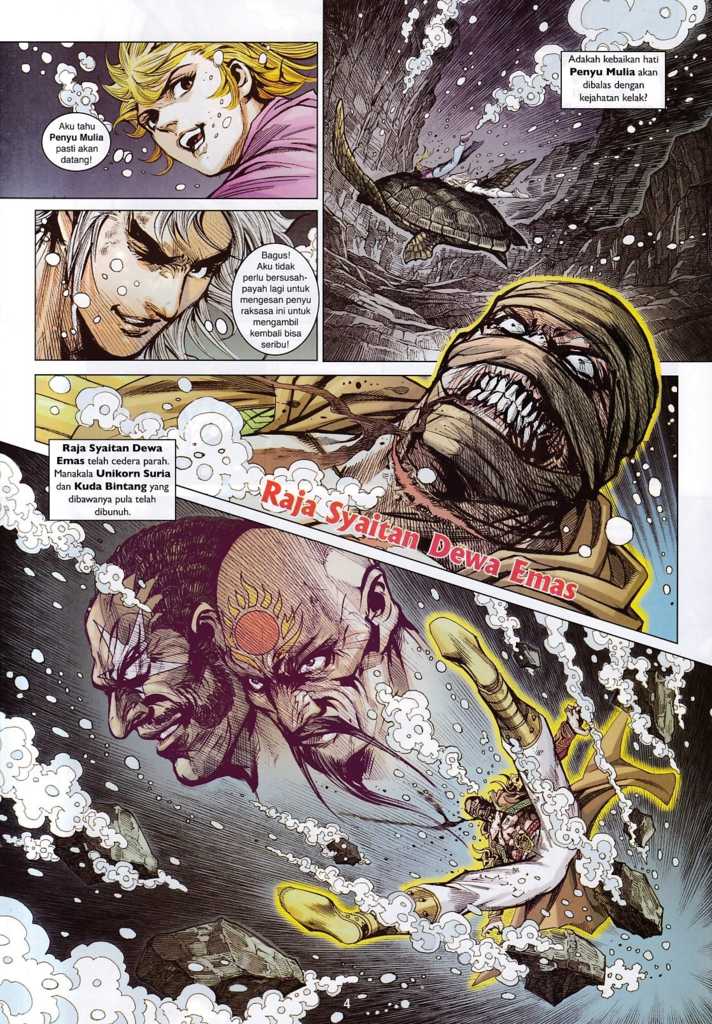 Aku tahu
Penyu Mulia
pasti akan
datang!
Adakah kebaikan hati
Penyu Mulia akan
dibalas dengan
kejahatan kelak?
Bagus!
Aku tidak
perlu bersusah-
payah lagi untuk
mengesan penyu
raksasa untuk
mengambil
kembali bisa
seribu!
Raja Syaitan Dewa
Emas telah cedera parah.
Manakala Unikorn Suria
dan Kuda Bintang yang
dibawanya pula telah
dibunuh.
Raja Syaitan Dewa Emas
4